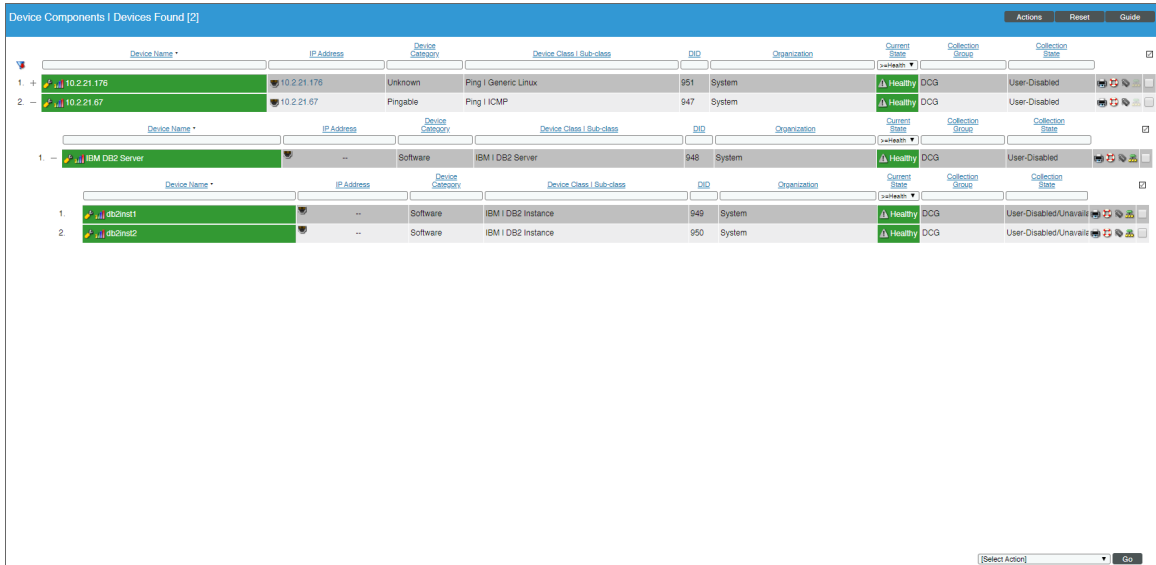 Device Components | Devices Found [2] Actions Reset Guide
Device Name IP Address Device Category Device Class | Sub-class DID Organization Current State Collection Group Collection State
>=Health
1. + 10.2.21.176 10.2.21.176 Unknown Ping | Generic Linux 951 System Healthy DCG User-Disabled
2. – 10.2.21.67 10.2.21.67 Pingable Ping | ICMP 947 System Healthy DCG User-Disabled
Device Name IP Address Device Category Device Class | Sub-class DID Organization Current State Collection Group Collection State
>=Health
1. – IBM DB2 Server -- Software IBM | DB2 Server 948 System Healthy DCG User-Disabled
Device Name IP Address Device Category Device Class | Sub-class DID Organization Current State Collection Group Collection State
>=Health
1. db2inst1 -- Software IBM | DB2 Instance 949 System Healthy DCG User-Disabled/Unavaila
2. db2inst2 -- Software IBM | DB2 Instance 950 System Healthy DCG User-Disabled/Unavaila
[Select Action] Go